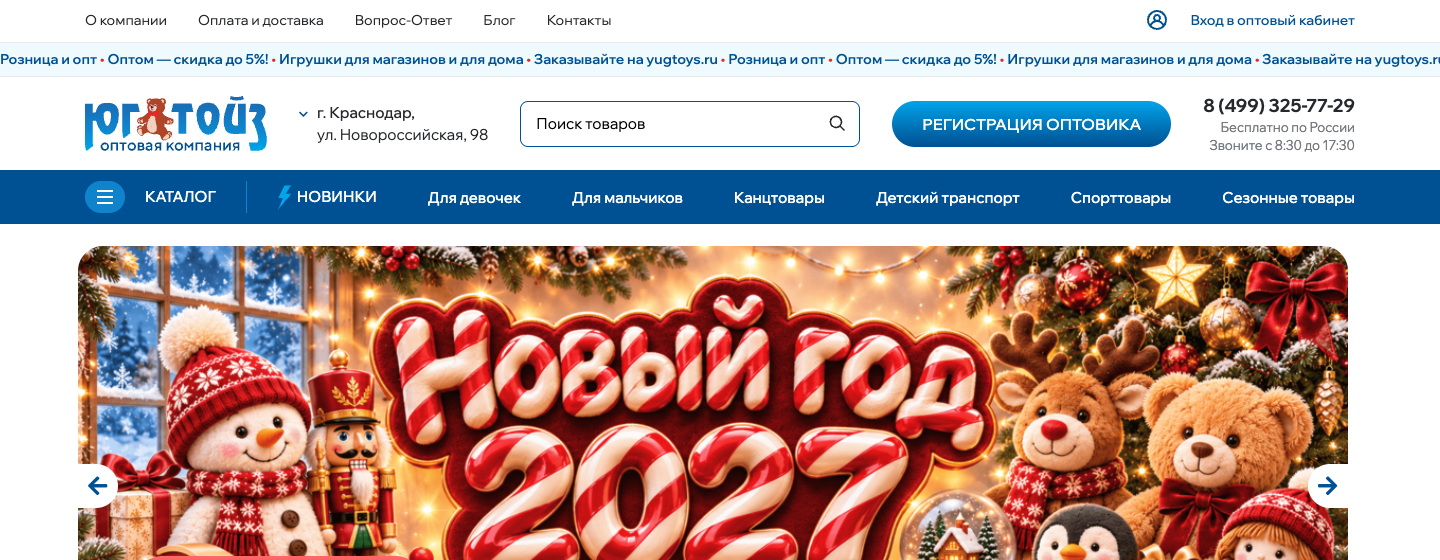 О компании Оплата и доставка Вопрос-Ответ Блог Контакты Вход в оптовый кабинет
Розница и опт • Оптом — скидка до 5%! • Игрушки для магазинов и для дома • Заказывайте на yugtoys.ru • Розница и опт • Оптом — скидка до 5%! • Игрушки для магазинов и для дома • Заказывайте на yugtoys.ru
ЮГ ТОЙЗ
оптовая компания
г. Краснодар,
ул. Новороссийская, 98
Поиск товаров
РЕГИСТРАЦИЯ ОПТОВИКА
8 (499) 325-77-29
Бесплатно по России
Звоните с 8:30 до 17:30
КАТАЛОГ НОВИНКИ Для девочек Для мальчиков Канцтовары Детский транспорт Спорттовары Сезонные товары
Новый год
2027